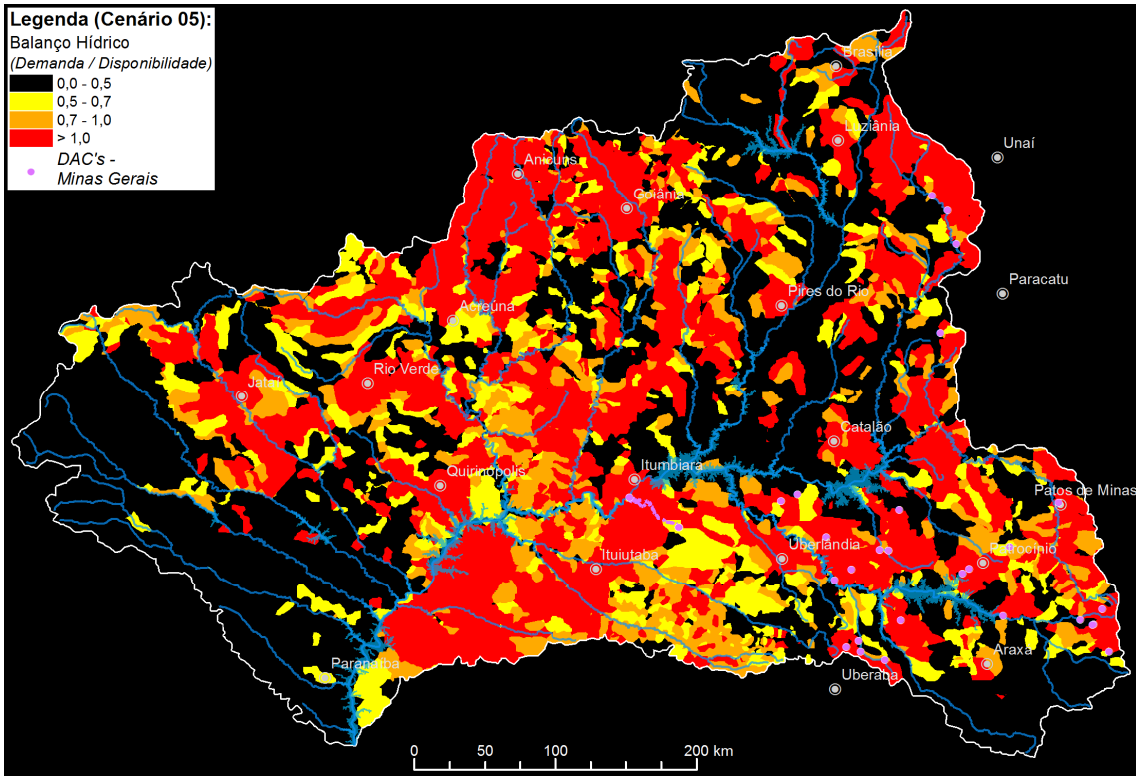 Legenda (Cenário 05):
Balanço Hídrico
(Demanda / Disponibilidade)
0,0 - 0,5
0,5 - 0,7
0,7 - 1,0
> 1,0
DAC's -
Minas Gerais
Brasília
Luziânia
Unaí
Anicuns
Goiânia
Paracatu
Pires do Rio
Acreúna
Rio Verde
Jataí
Catalão
Itumbiara
Quirinópolis
Patos de Minas
Uberlândia
Patrocínio
Ituiutaba
Paranaíba
Araxá
Uberaba
0 50 100 200 km